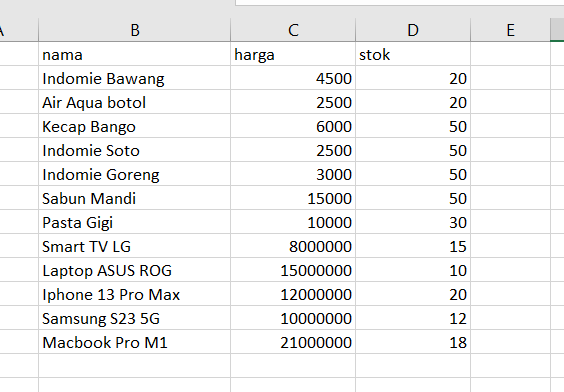 B C D E
nama harga stok
Indomie Bawang 4500 20
Air Aqua botol 2500 20
Kecap Bango 6000 50
Indomie Soto 2500 50
Indomie Goreng 3000 50
Sabun Mandi 15000 50
Pasta Gigi 10000 30
Smart TV LG 8000000 15
Laptop ASUS ROG 15000000 10
Iphone 13 Pro Max 12000000 20
Samsung S23 5G 10000000 12
Macbook Pro M1 21000000 18